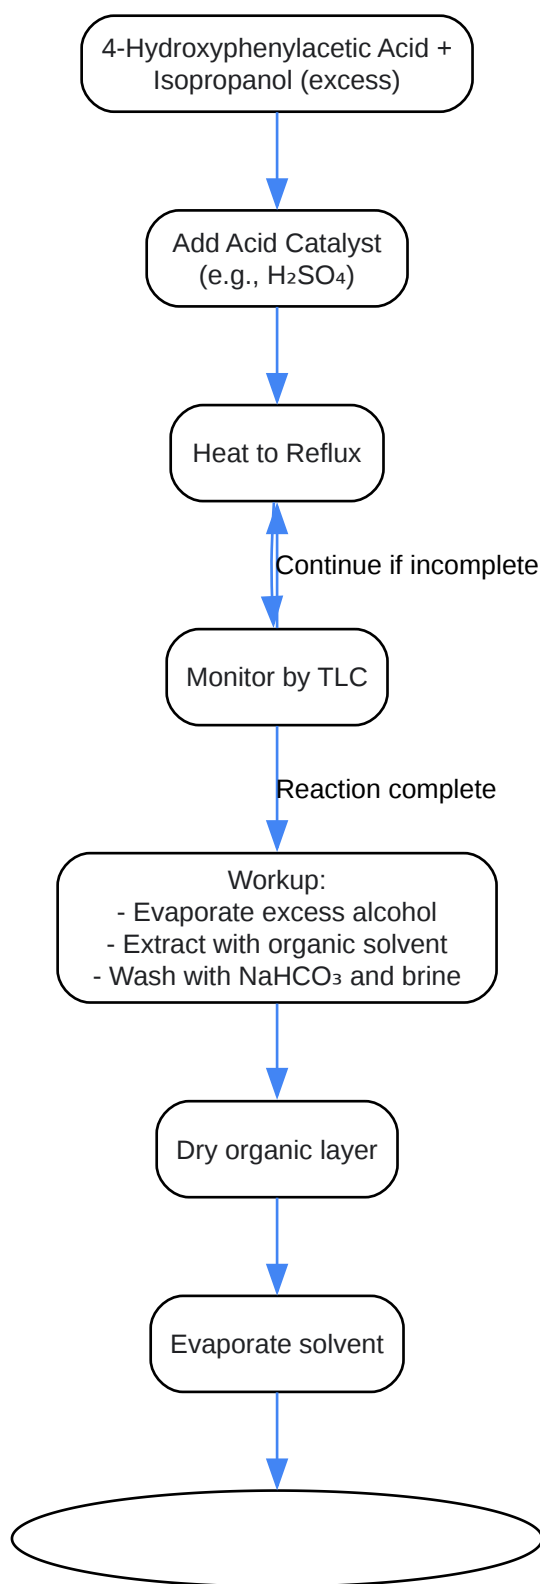 4-Hydroxyphenylacetic Acid +
Isopropanol (excess)
Add Acid Catalyst
(e.g., H₂SO₄)
Heat to Reflux
Continue if incomplete
Monitor by TLC
Reaction complete
Workup:
- Evaporate excess alcohol
- Extract with organic solvent
- Wash with NaHCO₃ and brine
Dry organic layer
Evaporate solvent